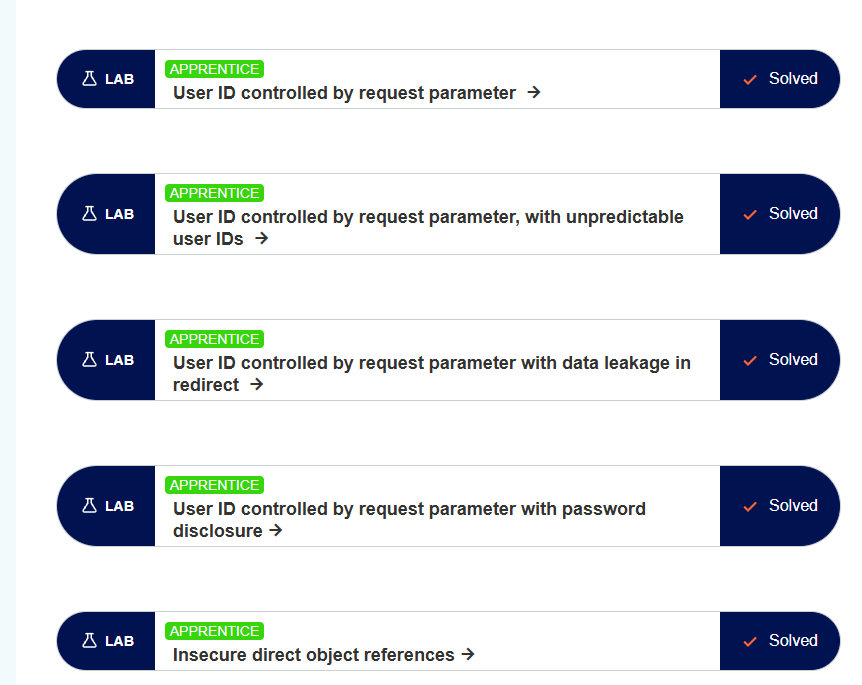 LAB
APPRENTICE
User ID controlled by request parameter →
Solved
LAB
APPRENTICE
User ID controlled by request parameter, with unpredictable
user IDs →
Solved
LAB
APPRENTICE
User ID controlled by request parameter with data leakage in
redirect →
Solved
LAB
APPRENTICE
User ID controlled by request parameter with password
disclosure →
Solved
LAB
APPRENTICE
Insecure direct object references →
Solved